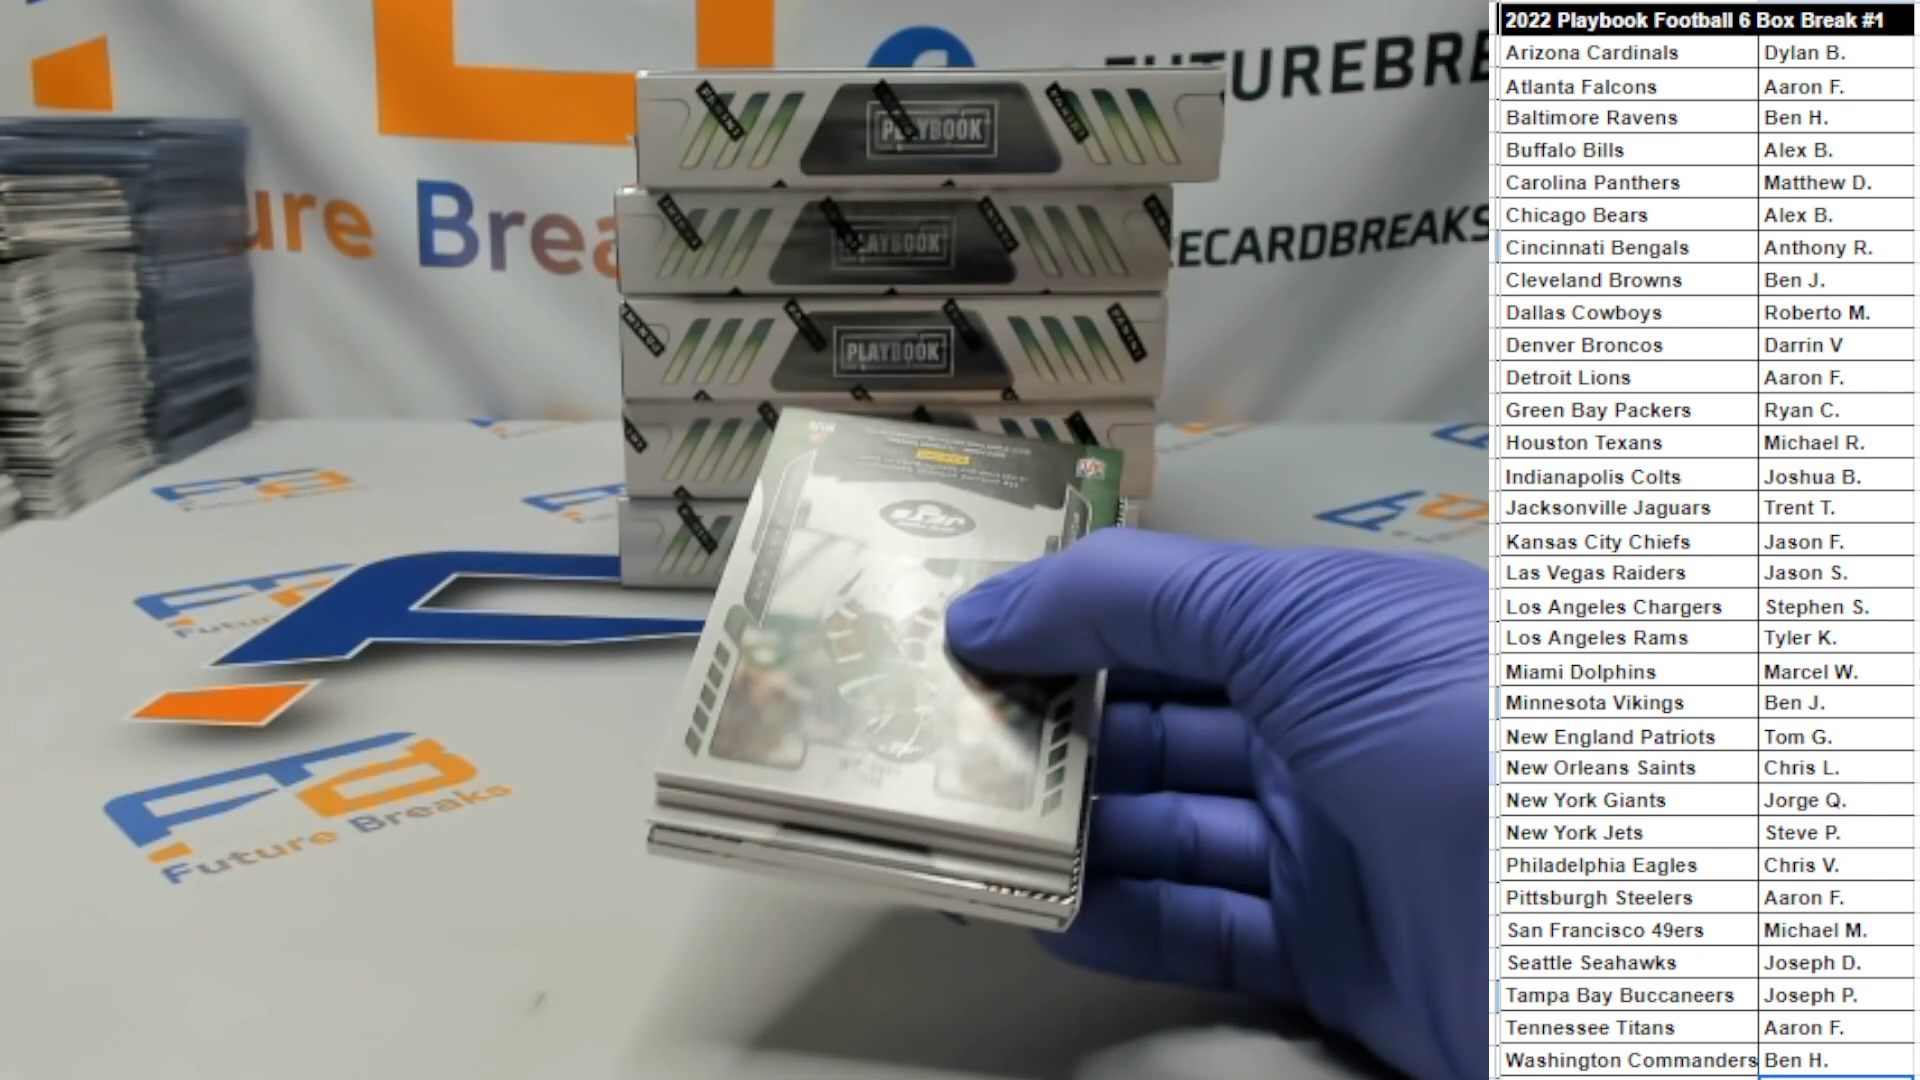 FUTUREBRE
ure Brea
RECARDBREAKS
PLAYBOOK
PANINI
PLAYBOOK
PLAYBOOK
JETS
Future Breaks
2022 Playbook Football 6 Box Break #1
Arizona Cardinals Dylan B.
Atlanta Falcons Aaron F.
Baltimore Ravens Ben H.
Buffalo Bills Alex B.
Carolina Panthers Matthew D.
Chicago Bears Alex B.
Cincinnati Bengals Anthony R.
Cleveland Browns Ben J.
Dallas Cowboys Roberto M.
Denver Broncos Darrin V
Detroit Lions Aaron F.
Green Bay Packers Ryan C.
Houston Texans Michael R.
Indianapolis Colts Joshua B.
Jacksonville Jaguars Trent T.
Kansas City Chiefs Jason F.
Las Vegas Raiders Jason S.
Los Angeles Chargers Stephen S.
Los Angeles Rams Tyler K.
Miami Dolphins Marcel W.
Minnesota Vikings Ben J.
New England Patriots Tom G.
New Orleans Saints Chris L.
New York Giants Jorge Q.
New York Jets Steve P.
Philadelphia Eagles Chris V.
Pittsburgh Steelers Aaron F.
San Francisco 49ers Michael M.
Seattle Seahawks Joseph D.
Tampa Bay Buccaneers Joseph P.
Tennessee Titans Aaron F.
Washington Commanders Ben H.